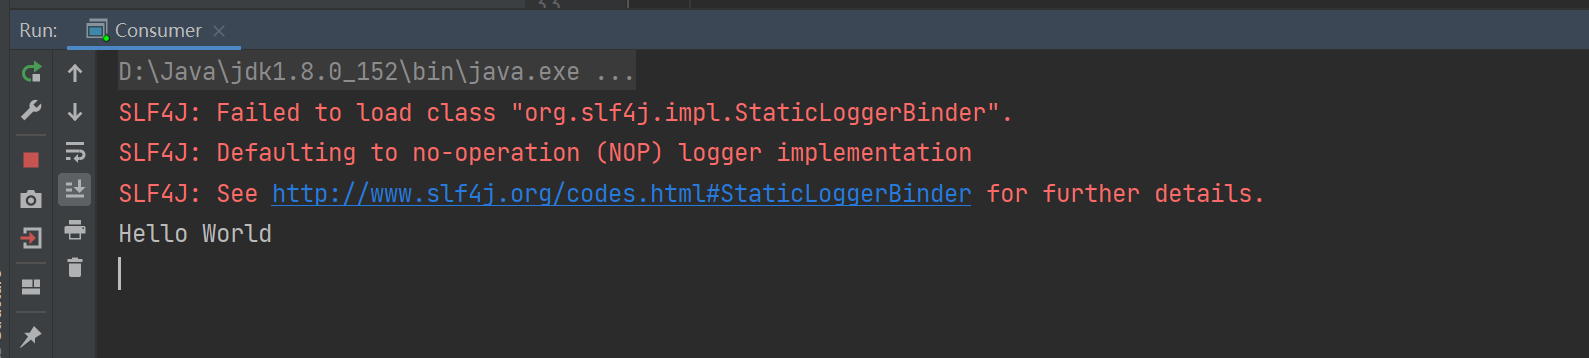 Run: Consumer
D:\Java\jdk1.8.0_152\bin\java.exe ...
SLF4J: Failed to load class "org.slf4j.impl.StaticLoggerBinder".
SLF4J: Defaulting to no-operation (NOP) logger implementation
SLF4J: See http://www.slf4j.org/codes.html#StaticLoggerBinder for further details.
Hello World